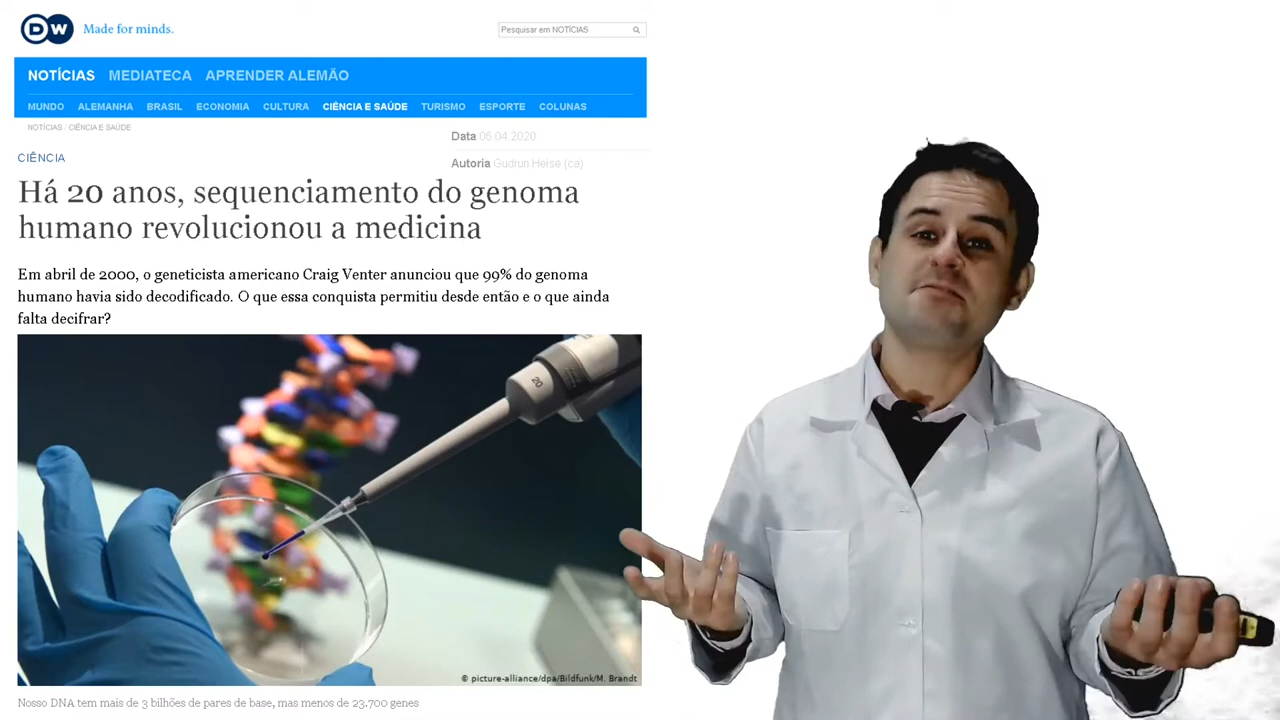 DW Made for minds.
Pesquisar em NOTÍCIAS
NOTÍCIAS MEDIATECA APRENDER ALEMÃO
MUNDO ALEMANHA BRASIL ECONOMIA CULTURA CIÊNCIA E SAÚDE TURISMO ESPORTE COLUNAS
NOTÍCIAS / CIÊNCIA E SAÚDE
Data 06.04.2020
CIÊNCIA
Autoria Gudrun Heise (ca)
Há 20 anos, sequenciamento do genoma
humano revolucionou a medicina
Em abril de 2000, o geneticista americano Craig Venter anunciou que 99% do genoma
humano havia sido decodificado. O que essa conquista permitiu desde então e o que ainda
falta decifrar?
20
© picture-alliance/dpa/Bildfunk/M. Brandt
Nosso DNA tem mais de 3 bilhões de pares de base, mas menos de 23.700 genes